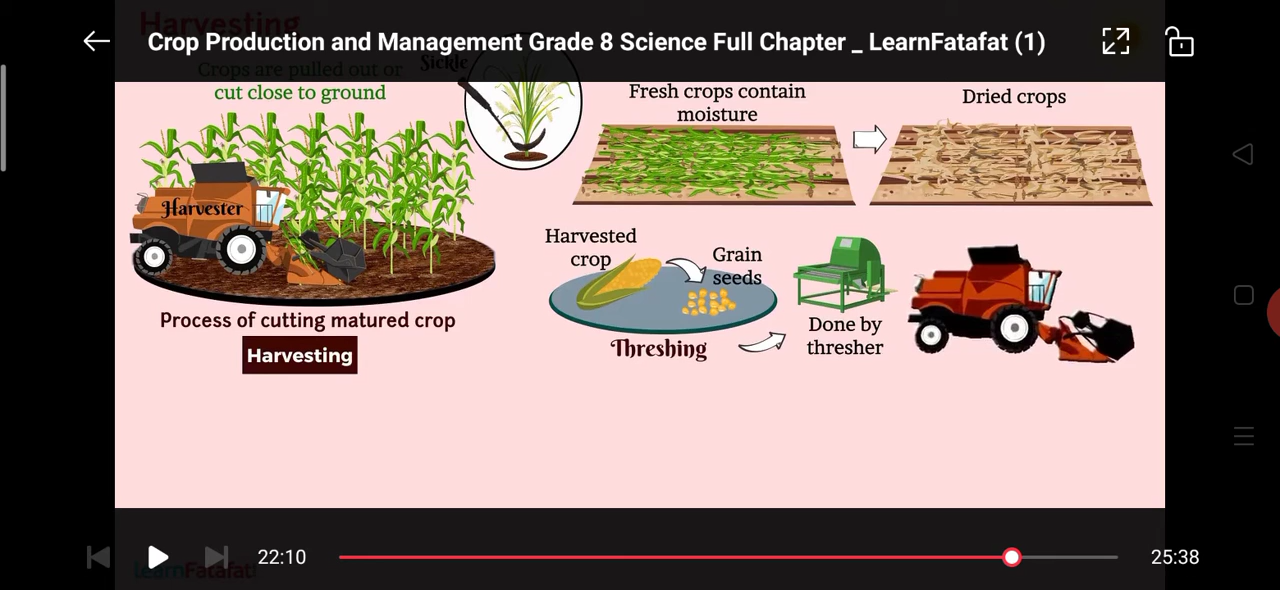 Harvesting
Crop Production and Management Grade 8 Science Full Chapter _ LearnFatafat (1)
Crops are pulled out or
cut close to ground
Sickle
Fresh crops contain
moisture
Dried crops
Harvester
Process of cutting matured crop
Harvesting
Harvested
crop
Grain
seeds
Threshing
Done by
thresher
22:10
25:38
LearnFatafat